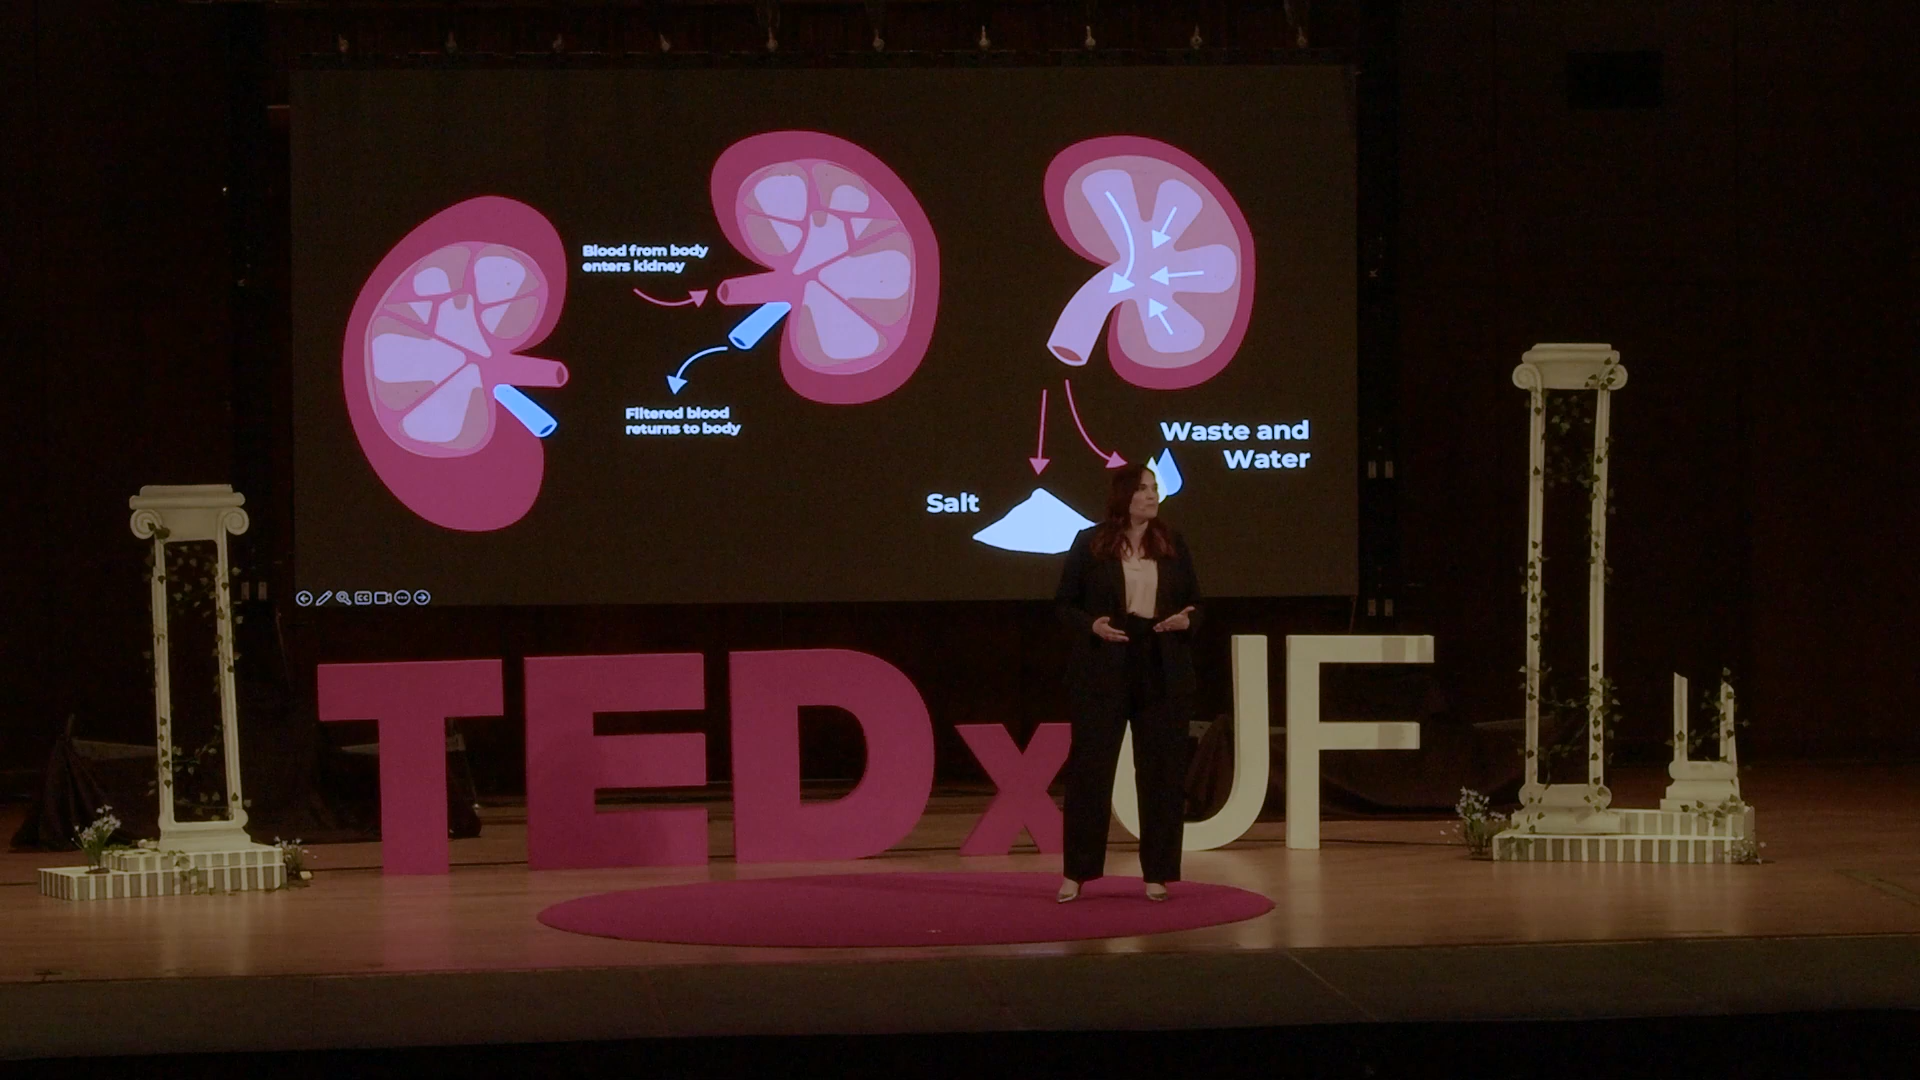 Blood from body
enters kidney
Filtered blood
returns to body
Waste and
Water
Salt
TEDxUF